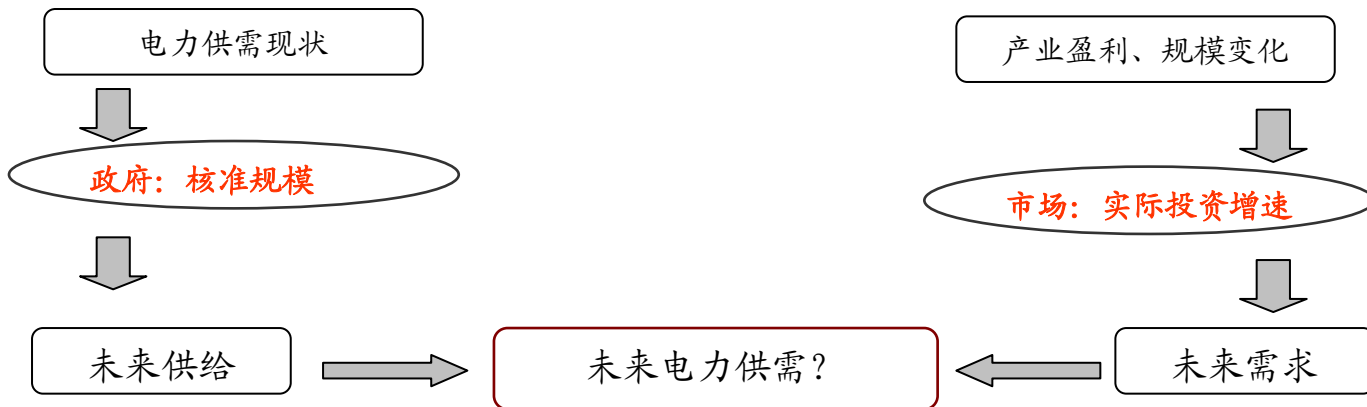 电力供需现状
产业盈利、规模变化
政府：核准规模
市场：实际投资增速
未来供给
未来电力供需？
未来需求